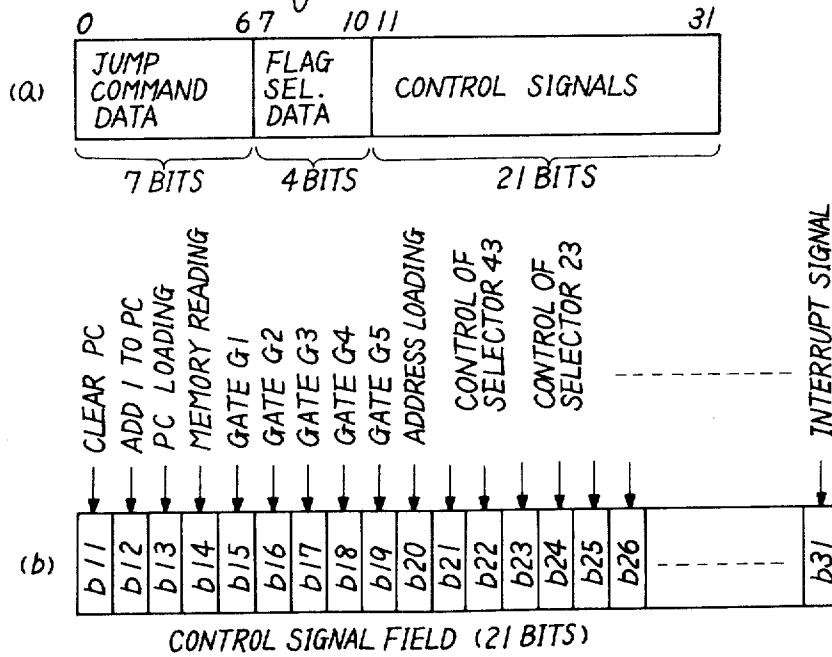 0 6 7 10 11 31
(a)
JUMP
COMMAND
DATA
FLAG
SEL.
DATA
CONTROL SIGNALS
7 BITS 4 BITS 21 BITS
CLEAR PC
ADD 1 TO PC
PC LOADING
MEMORY READING
GATE G1
GATE G2
GATE G3
GATE G4
GATE G5
ADDRESS LOADING
CONTROL OF
SELECTOR 43
CONTROL OF
SELECTOR 23
INTERRUPT SIGNAL
(b)
b11 b12 b13 b14 b15 b16 b17 b18 b19 b20 b21 b22 b23 b24 b25 b26 b31
CONTROL SIGNAL FIELD (21 BITS)